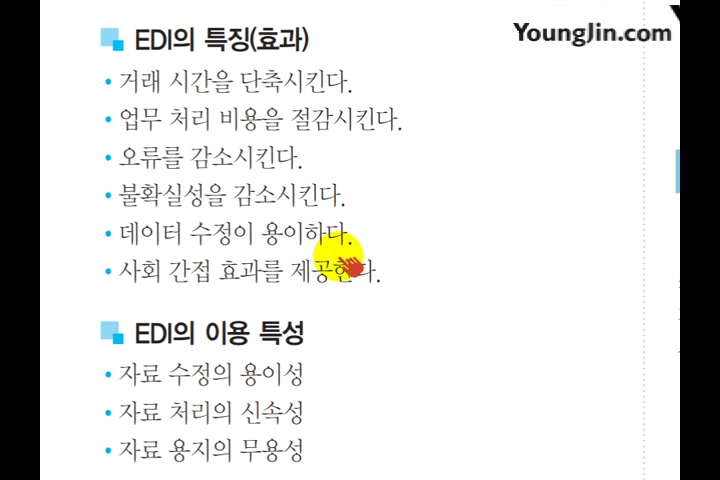 YoungJin.com
EDI의 특징(효과)
• 거래 시간을 단축시킨다.
• 업무 처리 비용을 절감시킨다.
• 오류를 감소시킨다.
• 불확실성을 감소시킨다.
• 데이터 수정이 용이하다.
• 사회 간접 효과를 제공한다.
EDI의 이용 특성
• 자료 수정의 용이성
• 자료 처리의 신속성
• 자료 용지의 무용성